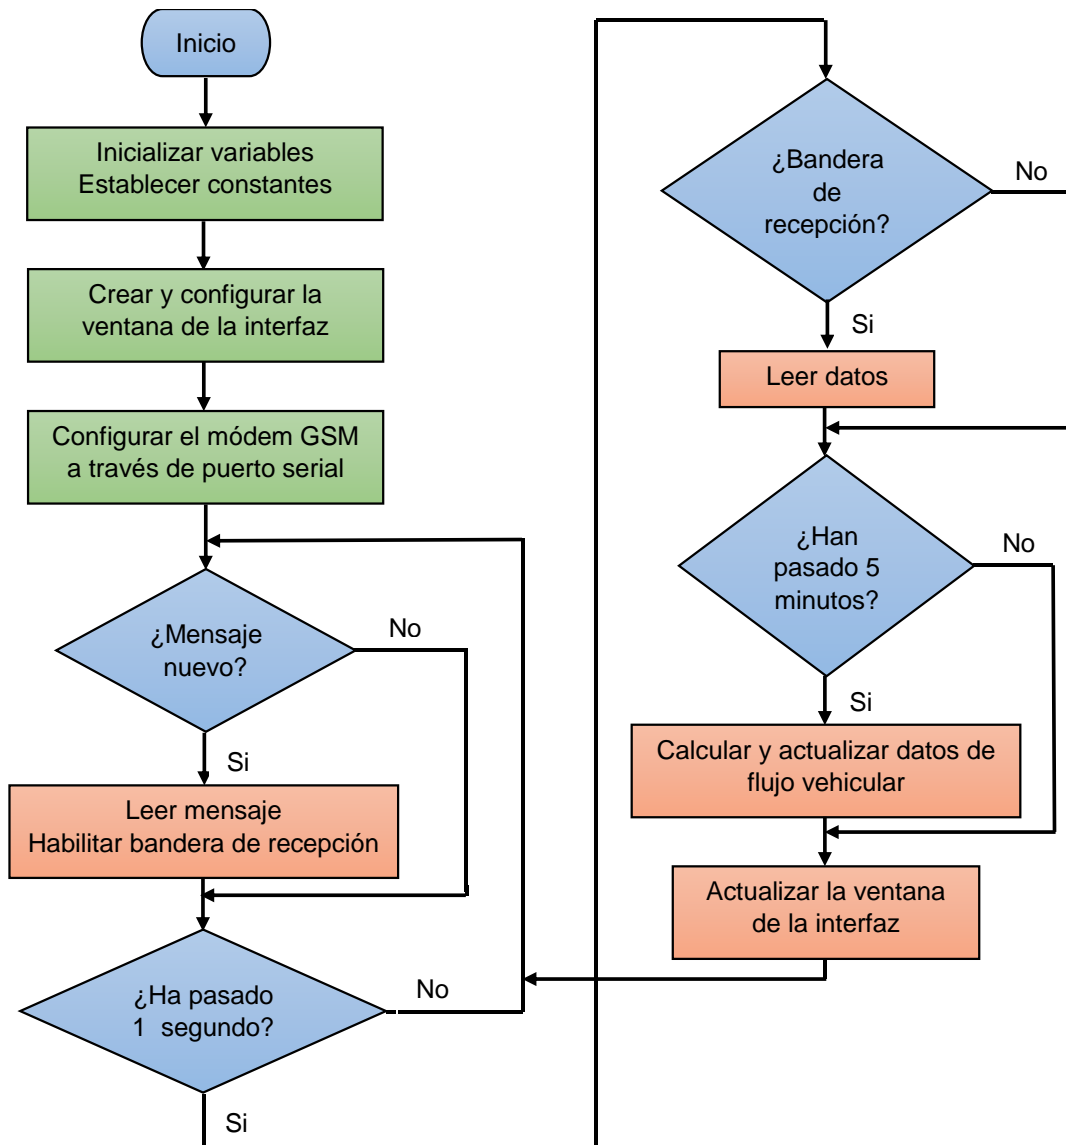 Inicio
Inicializar variables
Establecer constantes
Crear y configurar la
ventana de la interfaz
Configurar el módem GSM
a través de puerto serial
¿Mensaje
nuevo?
No
Si
Leer mensaje
Habilitar bandera de recepción
¿Ha pasado
1 segundo?
No
Si
¿Bandera
de
recepción?
No
Si
Leer datos
¿Han
pasado 5
minutos?
No
Si
Calcular y actualizar datos de
flujo vehicular
Actualizar la ventana
de la interfaz